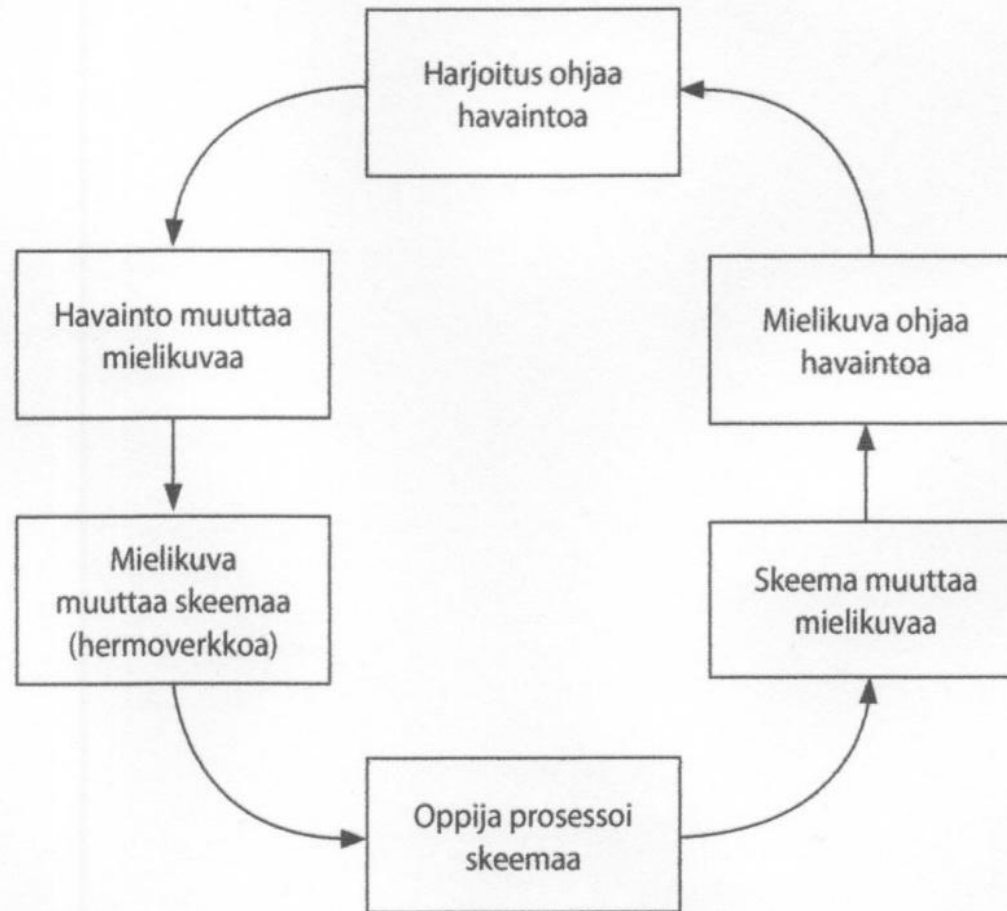 Harjoitus ohjaa
havaintoa
Havainto muuttaa
mielikuvaa
Mielikuva
muuttaa skeemaa
(hermoverkkoa)
Oppija prosessoi
skeemaa
Skeema muuttaa
mielikuvaa
Mielikuva ohjaa
havaintoa